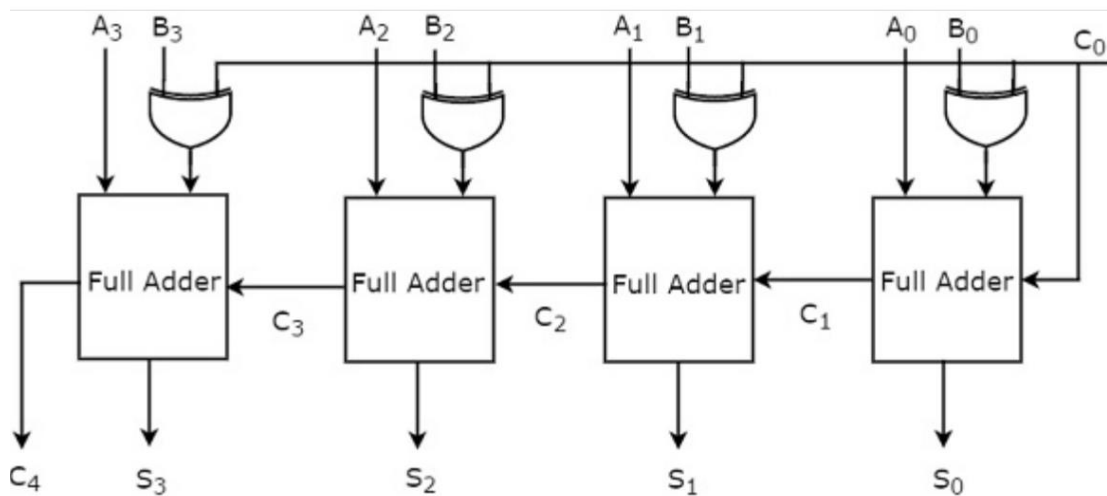 A₃ B₃ A₂ B₂ A₁ B₁ A₀ B₀ C₀
Full Adder Full Adder Full Adder Full Adder
C₃ C₂ C₁
C₄ S₃ S₂ S₁ S₀